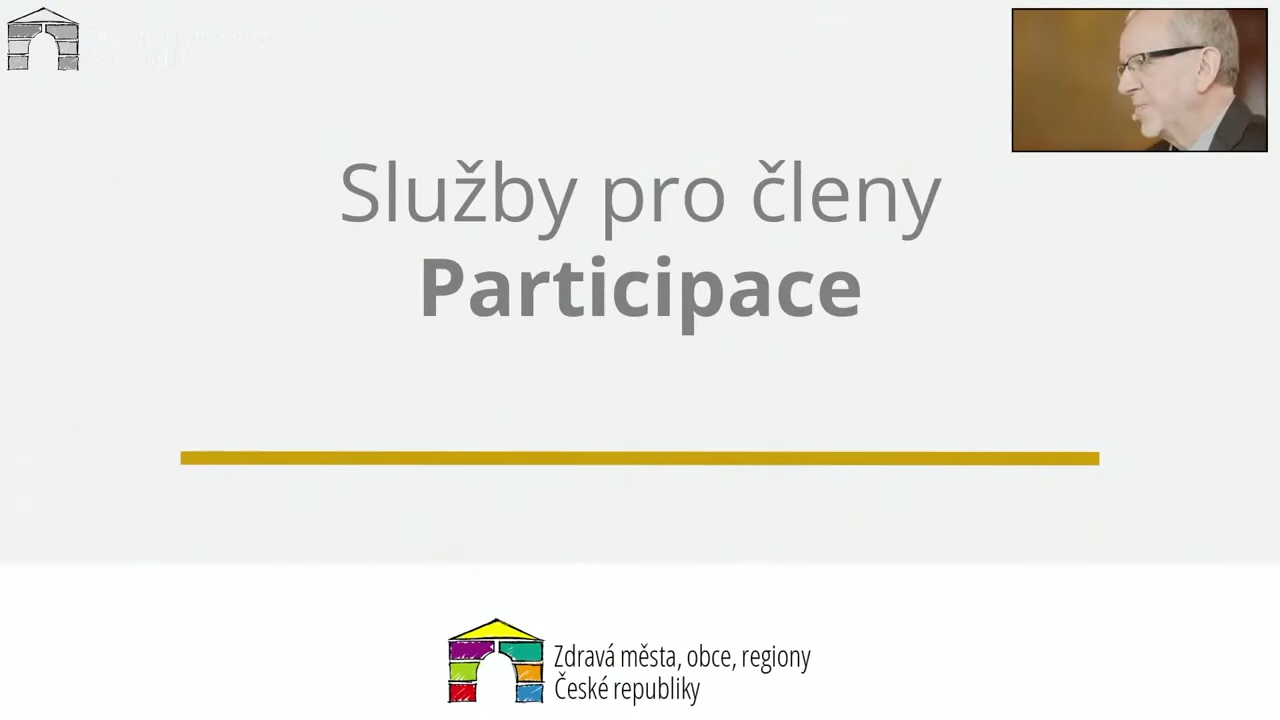 Služby pro členy
Participace
Zdravá města, obce, regiony
České republiky